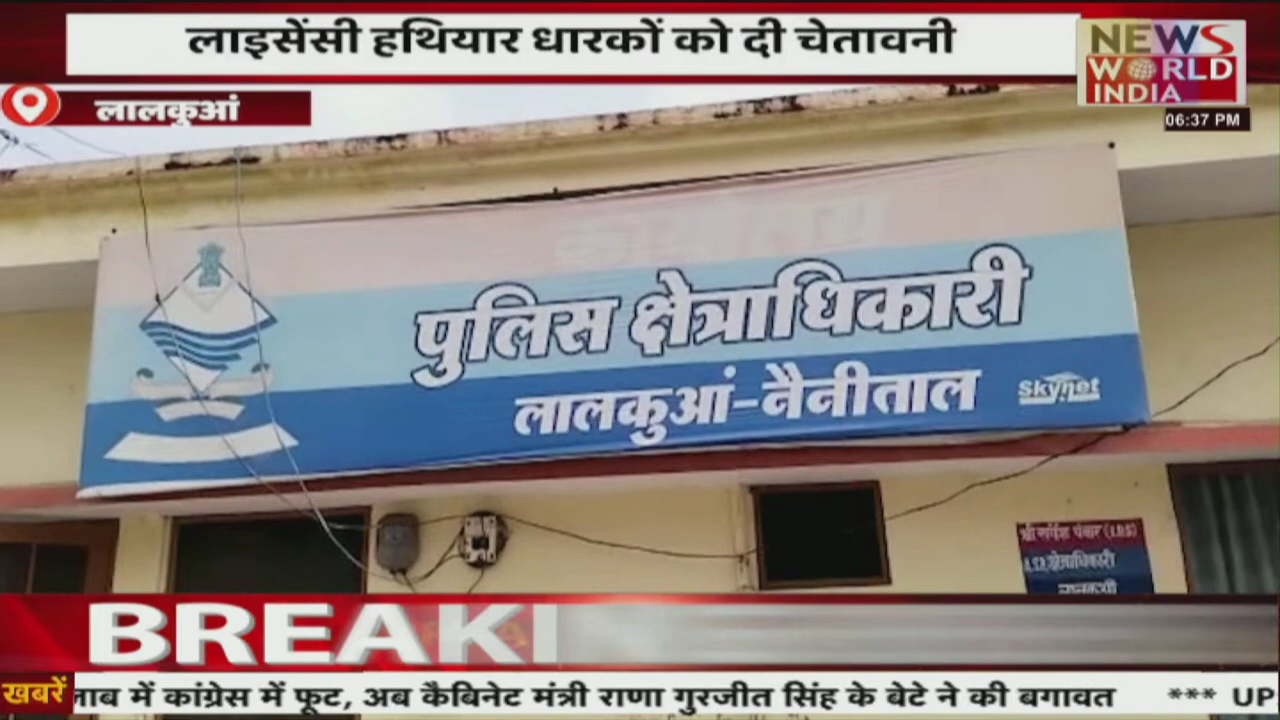 लाइसेंसी हथियार धारकों को दी चेतावनी
NEWS
WORLD
INDIA
06:37 PM
लालकुआं
पुलिस क्षेत्राधिकारी
लालकुआं-नैनीताल
Skynet
क्षेत्राधिकारी
लालकुआँ
BREAKI
खबरें
में कांग्रेस में फूट, अब कैबिनेट मंत्री राणा गुरजीत सिंह के बेटे ने की बगावत *** UP